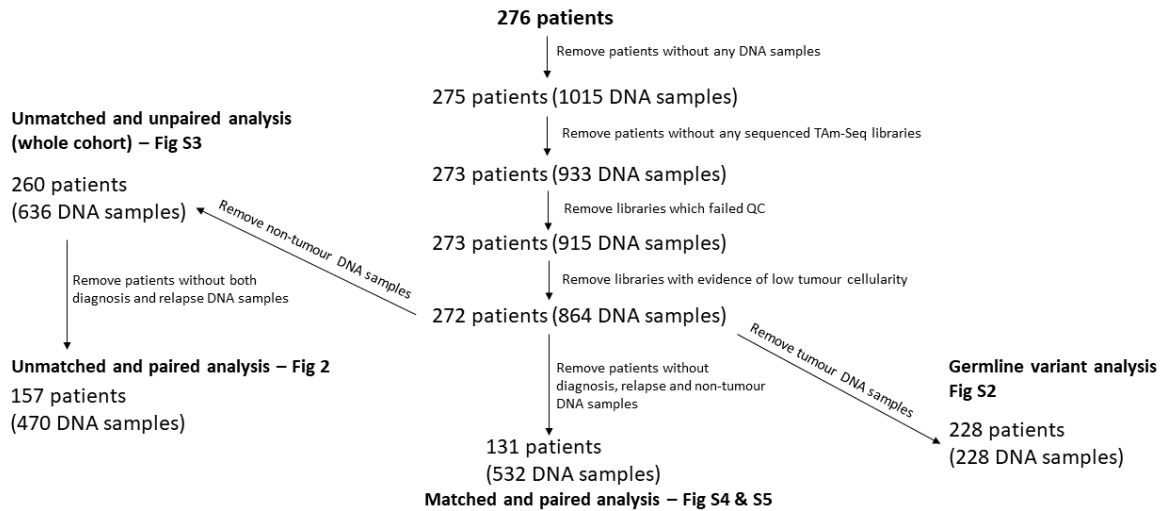 276 patients
Remove patients without any DNA samples
275 patients (1015 DNA samples)
Remove patients without any sequenced TAm-Seq libraries
273 patients (933 DNA samples)
Remove libraries which failed QC
273 patients (915 DNA samples)
Remove libraries with evidence of low tumour cellularity
272 patients (864 DNA samples)
Unmatched and unpaired analysis
(whole cohort) – Fig S3
260 patients
(636 DNA samples)
Remove non-tumour DNA samples
Remove patients without both
diagnosis and relapse DNA samples
Unmatched and paired analysis – Fig 2
157 patients
(470 DNA samples)
Remove patients without
diagnosis, relapse and non-tumour
DNA samples
131 patients
(532 DNA samples)
Matched and paired analysis – Fig S4 & S5
Remove tumour DNA samples
Germline variant analysis
Fig S2
228 patients
(228 DNA samples)